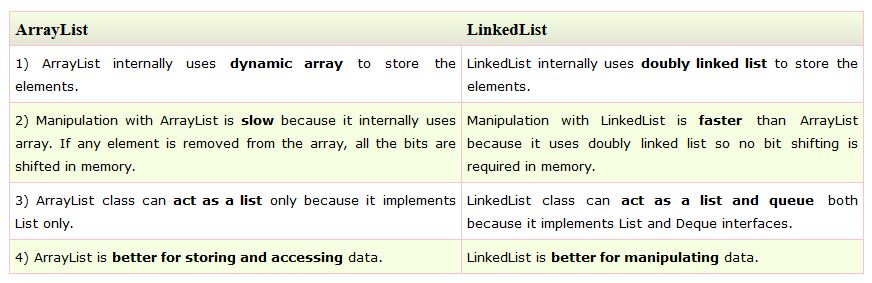 ArrayList
LinkedList
1) ArrayList internally uses dynamic array to store the
elements.
LinkedList internally uses doubly linked list to store the
elements.
2) Manipulation with ArrayList is slow because it internally uses
array. If any element is removed from the array, all the bits are
shifted in memory.
Manipulation with LinkedList is faster than ArrayList
because it uses doubly linked list so no bit shifting is
required in memory.
3) ArrayList class can act as a list only because it implements
List only.
LinkedList class can act as a list and queue both
because it implements List and Deque interfaces.
4) ArrayList is better for storing and accessing data.
LinkedList is better for manipulating data.